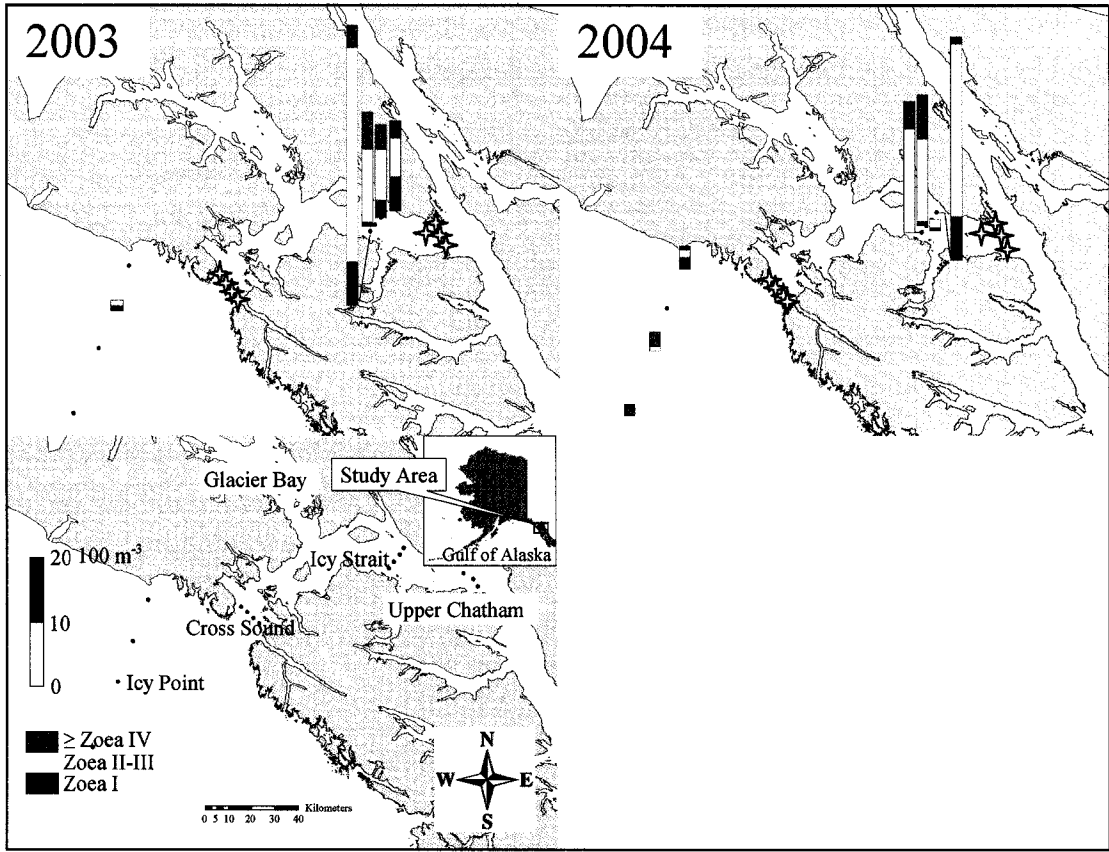 2003
2004
Glacier Bay
Study Area
Gulf of Alaska
Icy Strait
20 100 m-3
10
0
Upper Chatham
Cross Sound
Icy Point
≥ Zoea IV
Zoea II-III
Zoea I
N
W E
S
Kilometers
0 5 10 20 30 40